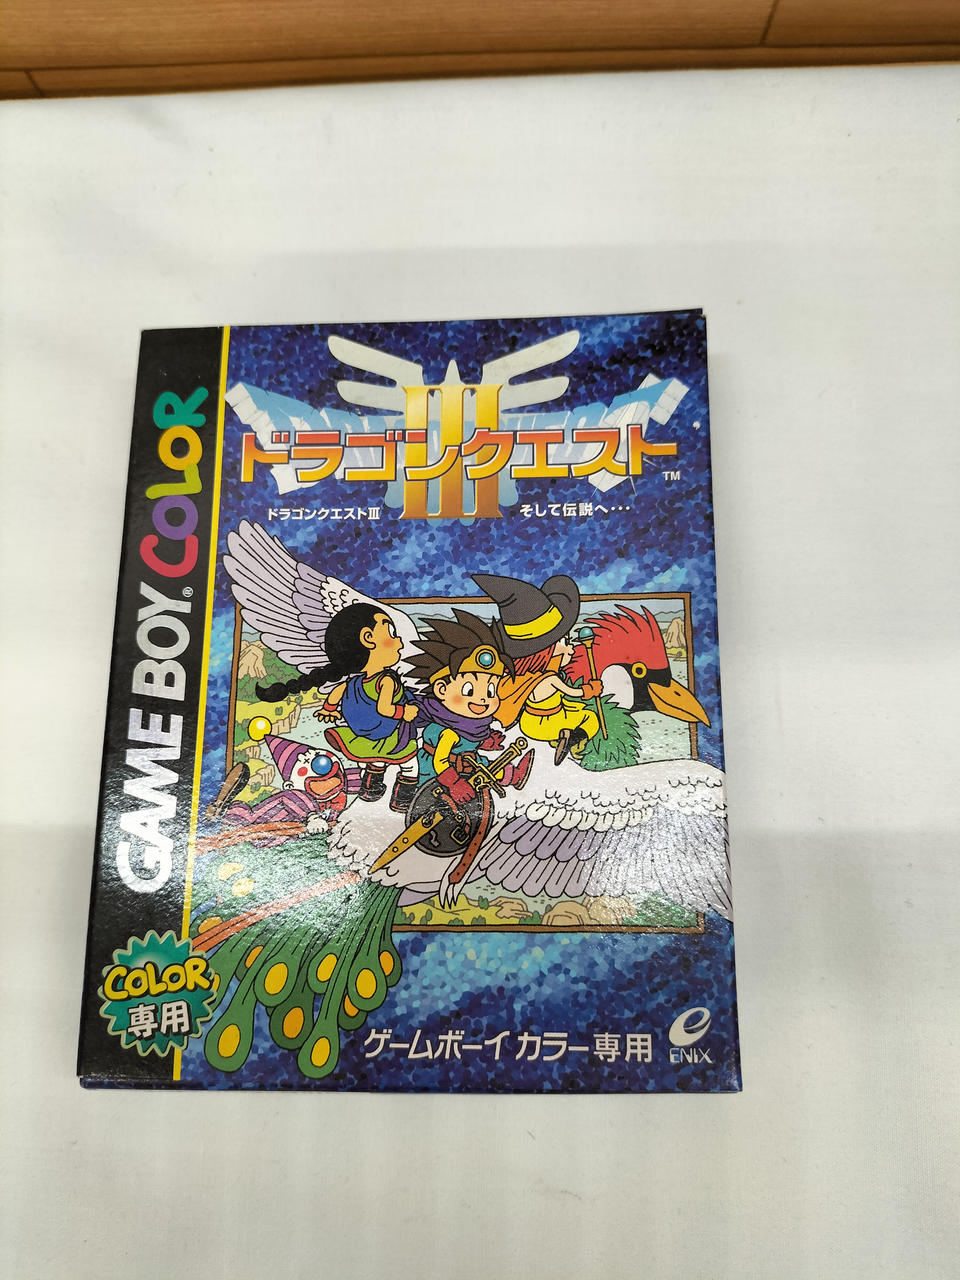 GAME BOY® COLOR
III
ドラゴンクエスト
TM
ドラゴンクエストIII
そして伝説へ・・・
COLOR
専用
ゲームボーイ カラー専用
ENIX